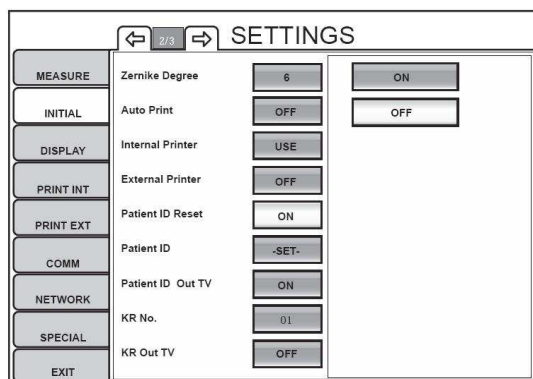 2/3 SETTINGS
MEASURE
INITIAL
DISPLAY
PRINT INT
PRINT EXT
COMM
NETWORK
SPECIAL
EXIT
Zernike Degree 6
Auto Print OFF
Internal Printer USE
External Printer OFF
Patient ID Reset ON
Patient ID -SET-
Patient ID Out TV ON
KR No. 01
KR Out TV OFF
ON
OFF